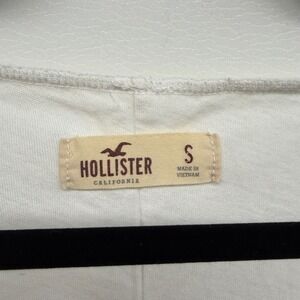 HOLLISTER
CALIFORNIA
S
MADE IN
VIETNAM